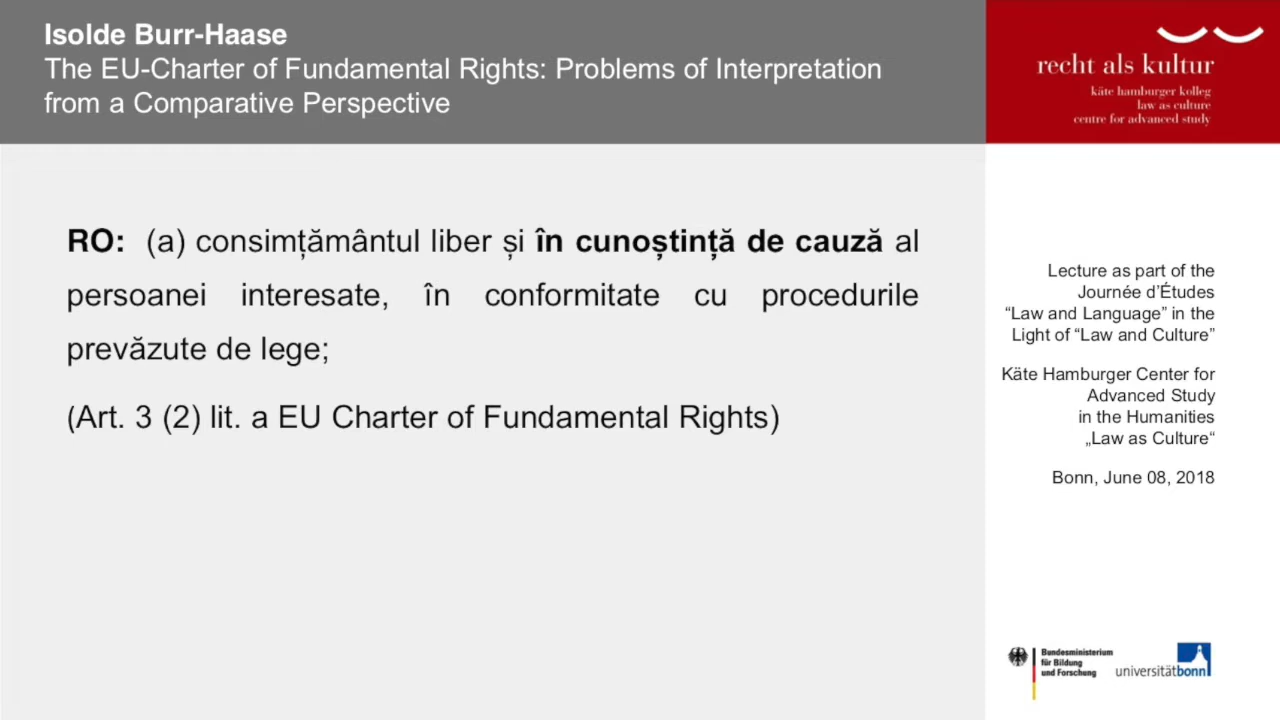 Isolde Burr-Haase
The EU-Charter of Fundamental Rights: Problems of Interpretation
from a Comparative Perspective
recht als kultur
käte hamburger kolleg
law as culture
centre for advanced study
RO: (a) consimțământul liber și în cunoștință de cauză al
persoanei interesate, în conformitate cu procedurile
prevăzute de lege;
(Art. 3 (2) lit. a EU Charter of Fundamental Rights)
Lecture as part of the
Journée d’Études
“Law and Language” in the
Light of “Law and Culture”
Käte Hamburger Center for
Advanced Study
in the Humanities
„Law as Culture“
Bonn, June 08, 2018
Bundesministerium
für Bildung
und Forschung
universitätbonn